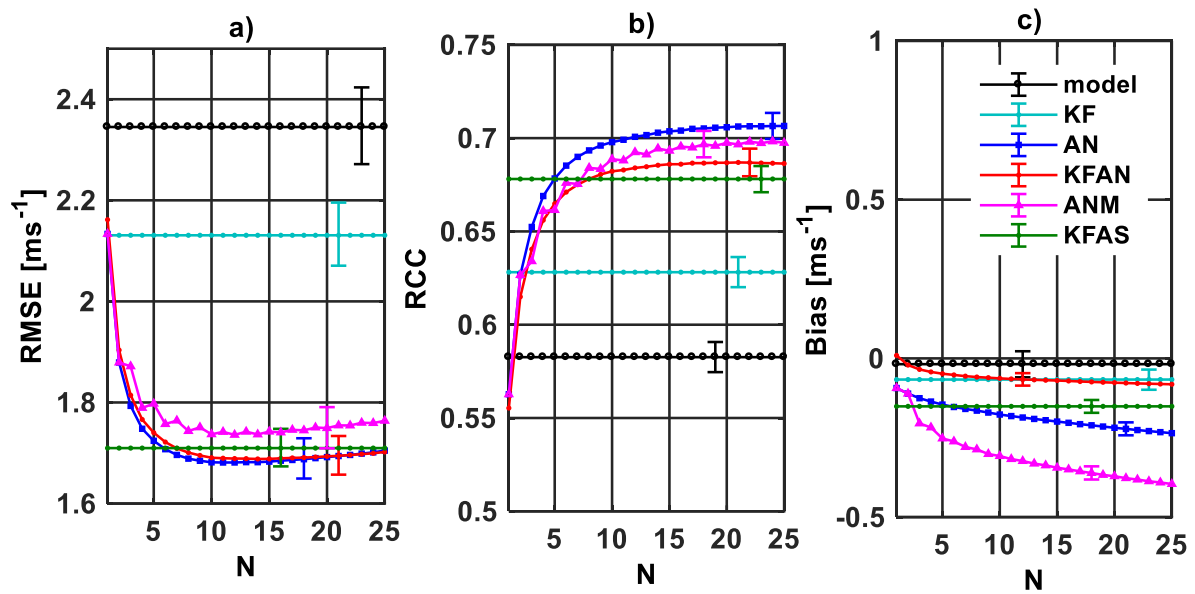 a)
2.4
2.2
2
1.8
1.6
RMSE [ms-1]
5 10 15 20 25
N
b)
0.75
0.7
0.65
0.6
0.55
0.5
RCC
5 10 15 20 25
N
c)
1
0.5
0
-0.5
Bias [ms-1]
model
KF
AN
KFAN
ANM
KFAS
5 10 15 20 25
N